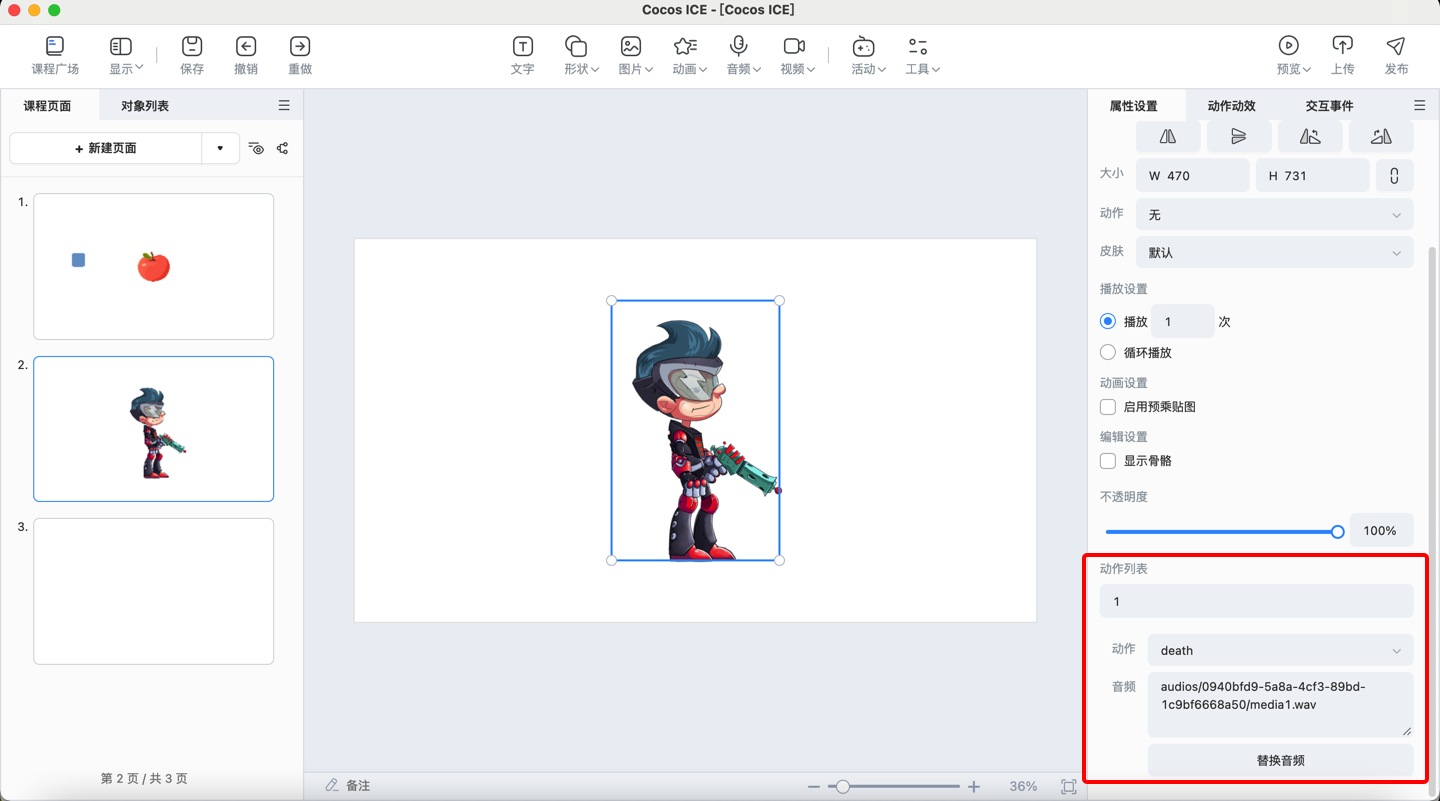 Cocos ICE - [Cocos ICE]
课程广场
显示
保存
撤销
重做
文字
形状
图片
动画
音频
视频
活动
工具
预览
上传
发布
课程页面
对象列表
+ 新建页面
1.
2.
3.
第 2 页 / 共 3 页
备注
36%
属性设置
动作动效
交互事件
大小
W 470
H 731
动作
无
皮肤
默认
播放设置
播放 1 次
循环播放
动画设置
启用预乘贴图
编辑设置
显示骨骼
不透明度
100%
动作列表
1
动作
death
音频
audios/0940bfd9-5a8a-4cf3-89bd-
1c9bf6668a50/media1.wav
替换音频